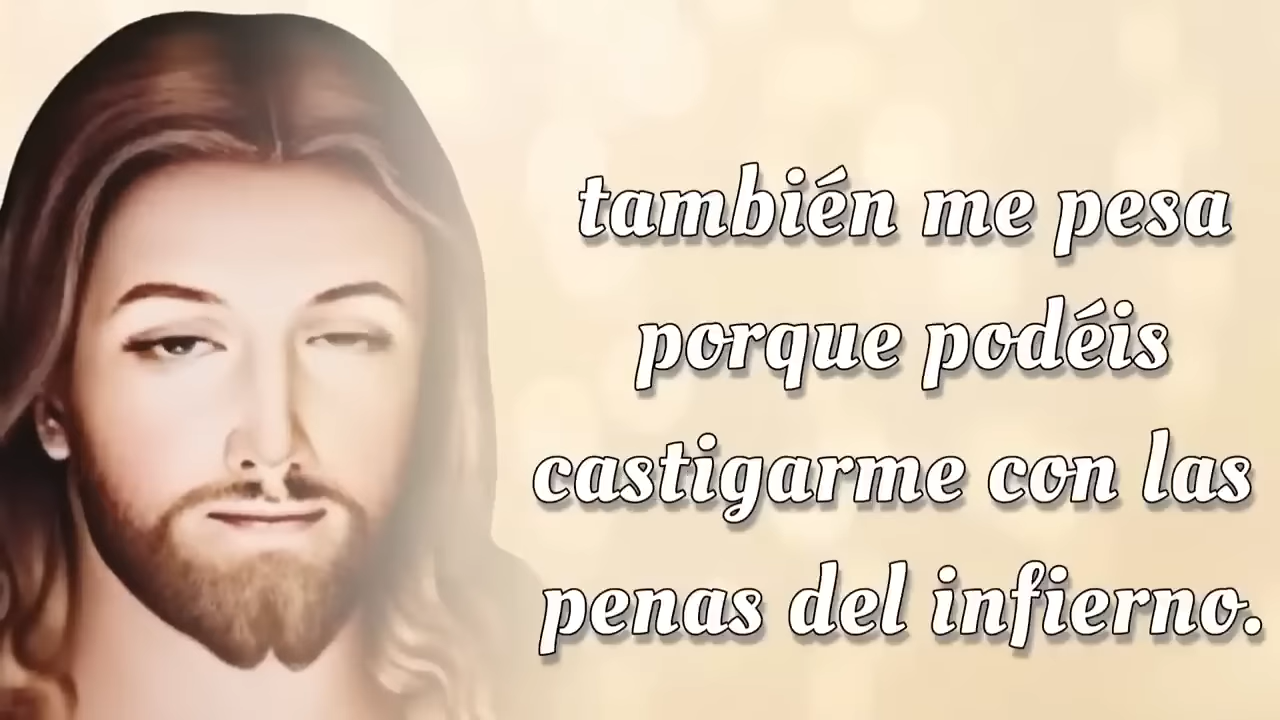 también me pesa
porque podéis
castigarme con las
penas del infierno.